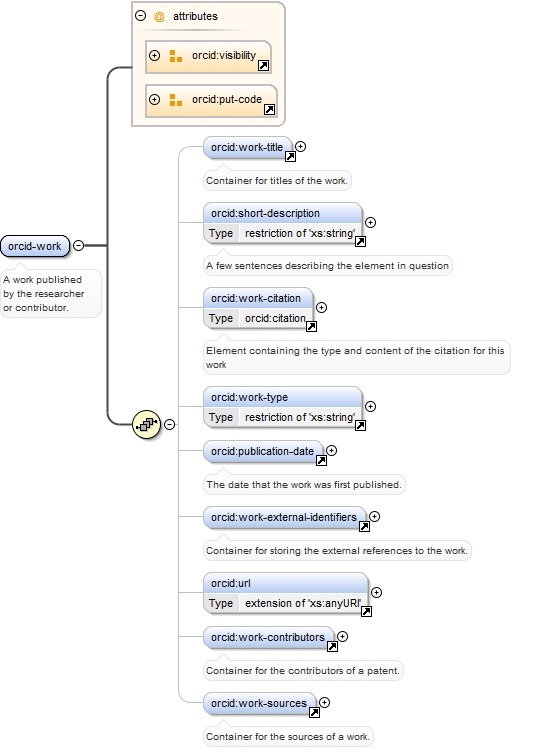 attributes
orcid:visibility
orcid:put-code
orcid:work-title
Container for titles of the work.
orcid:short-description
Type restriction of 'xs:string'
A few sentences describing the element in question
orcid-work
A work published
by the researcher
or contributor.
orcid:work-citation
Type orcid:citation
Element containing the type and content of the citation for this
work
orcid:work-type
Type restriction of 'xs:string'
orcid:publication-date
The date that the work was first published.
orcid:work-external-identifiers
Container for storing the external references to the work.
orcid:url
Type extension of 'xs:anyURI'
orcid:work-contributors
Container for the contributors of a patent.
orcid:work-sources
Container for the sources of a work.